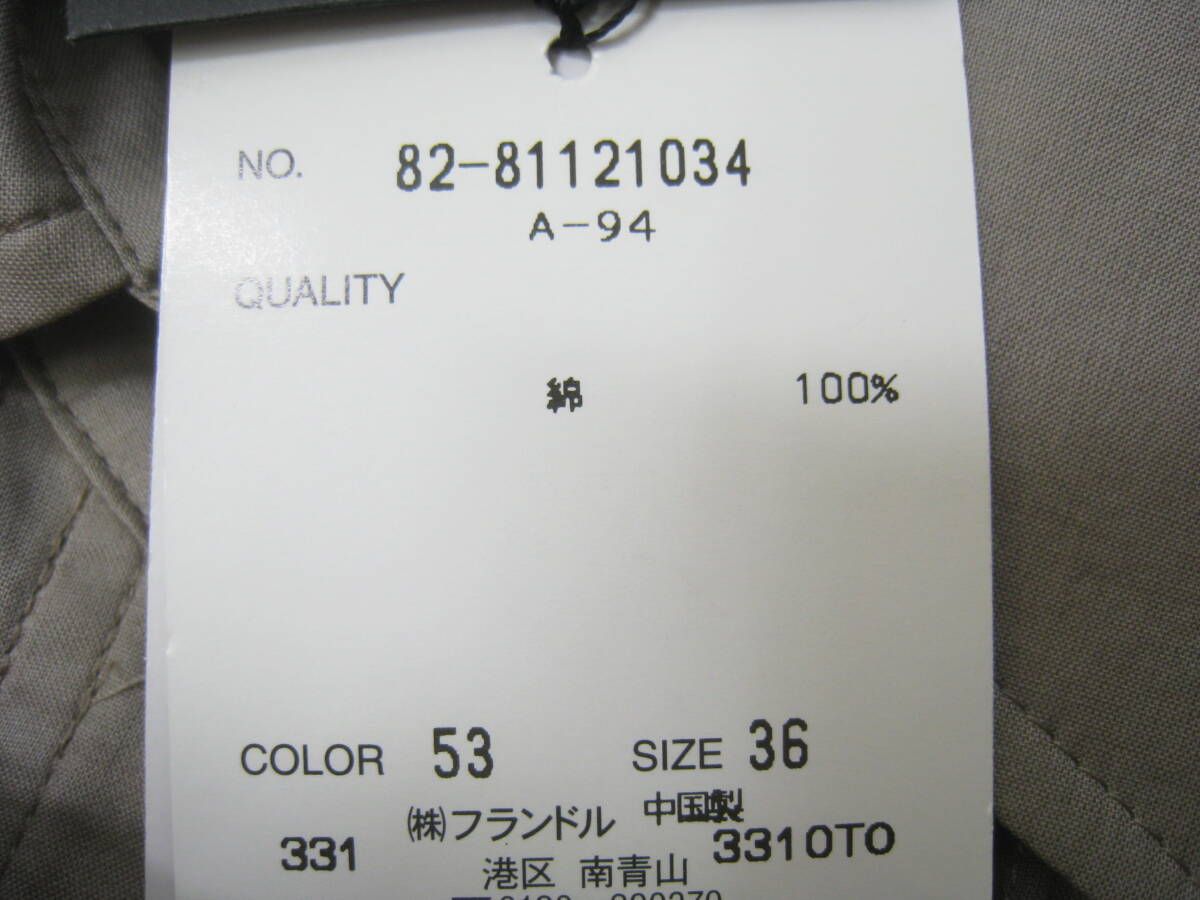 NO. 82-81121034
A-94
QUALITY
綿 100%
COLOR 53 SIZE 36
㈱フランドル 中国製
331 港区 南青山 3310TO